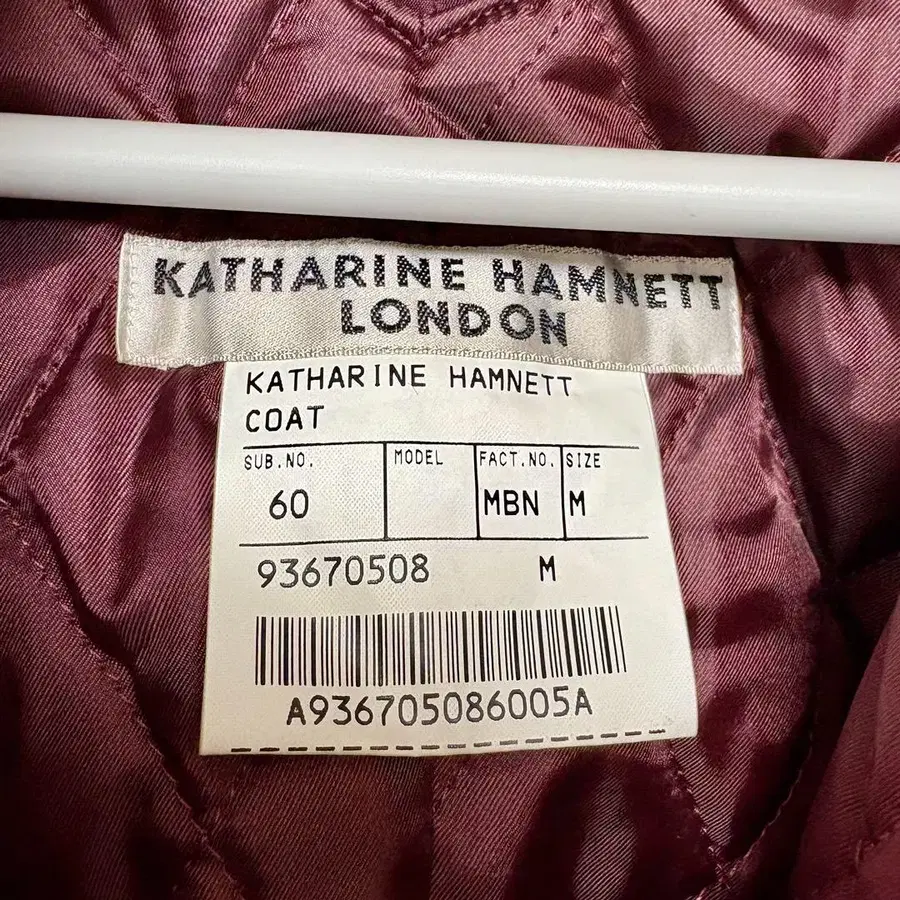 KATHARINE HAMNETT
LONDON
KATHARINE HAMNETT
COAT
SUB.NO. MODEL FACT.NO. SIZE
60 MBN M
93670508 M
A936705086005A